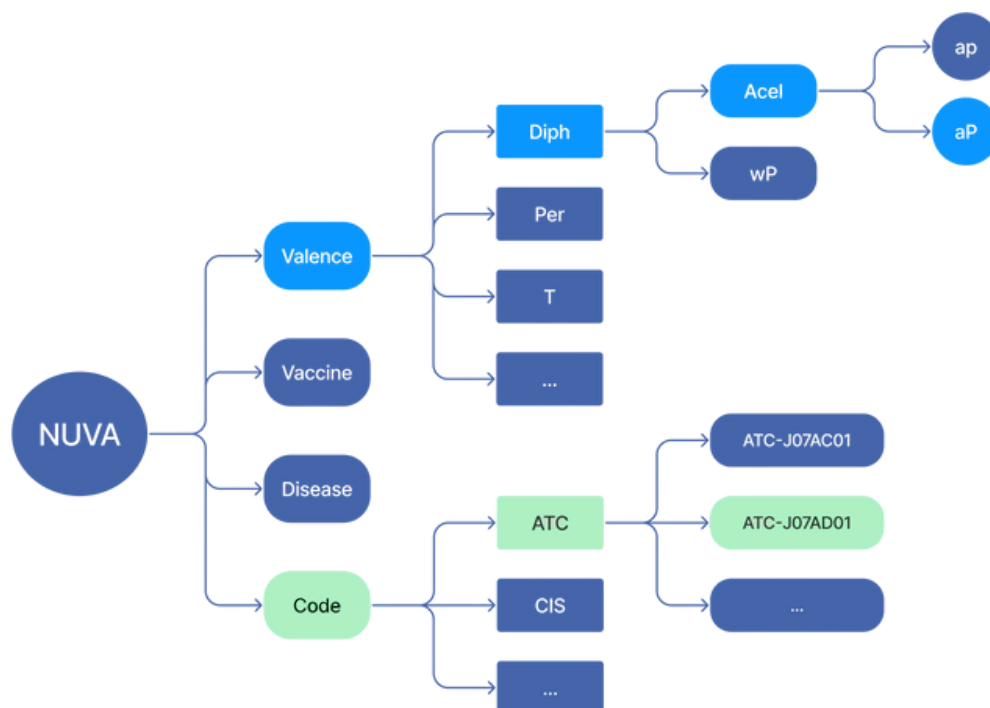 ap
Acel
Diph
aP
wP
Per
Valence
T
Vaccine
...
NUVA
ATC-J07AC01
Disease
ATC
ATC-J07AD01
Code
CIS
...
...